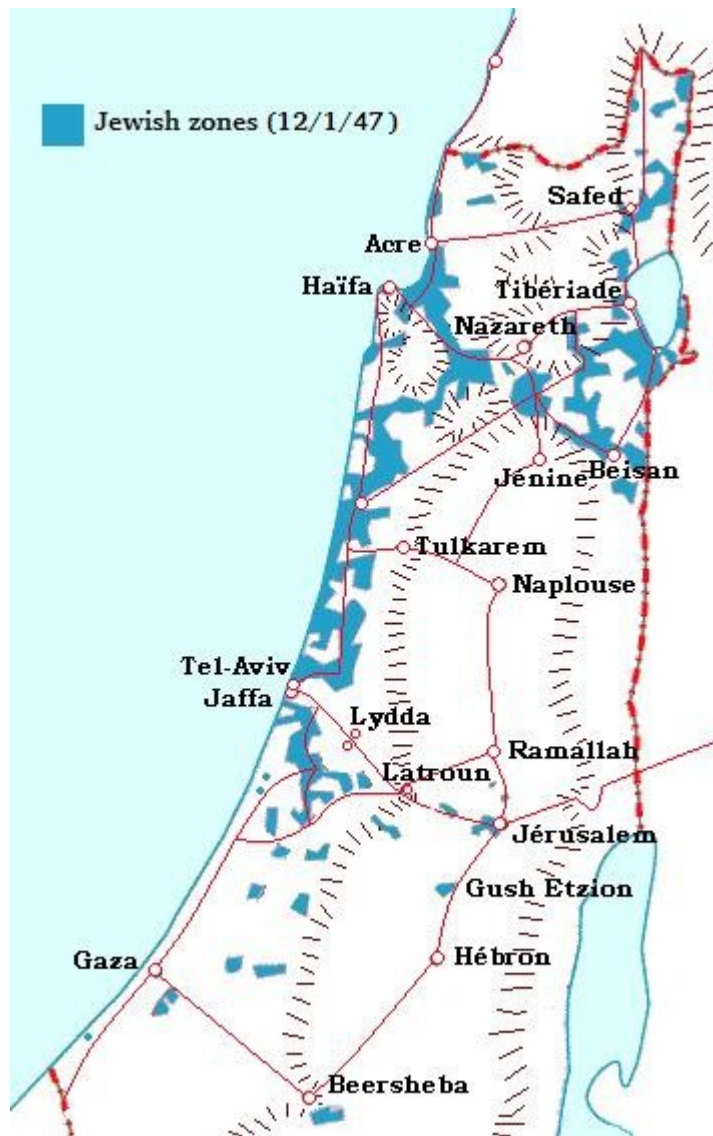 Jewish zones (12/1/47 )
Safed
Acre
Haïfa
Tibériade
Nazareth
Jénine
Beisan
Tulkarem
Naplouse
Tel-Aviv
Jaffa
Lydda
Ramallah
Latroun
Jérusalem
Gush Etzion
Gaza
Hébron
Beersheba